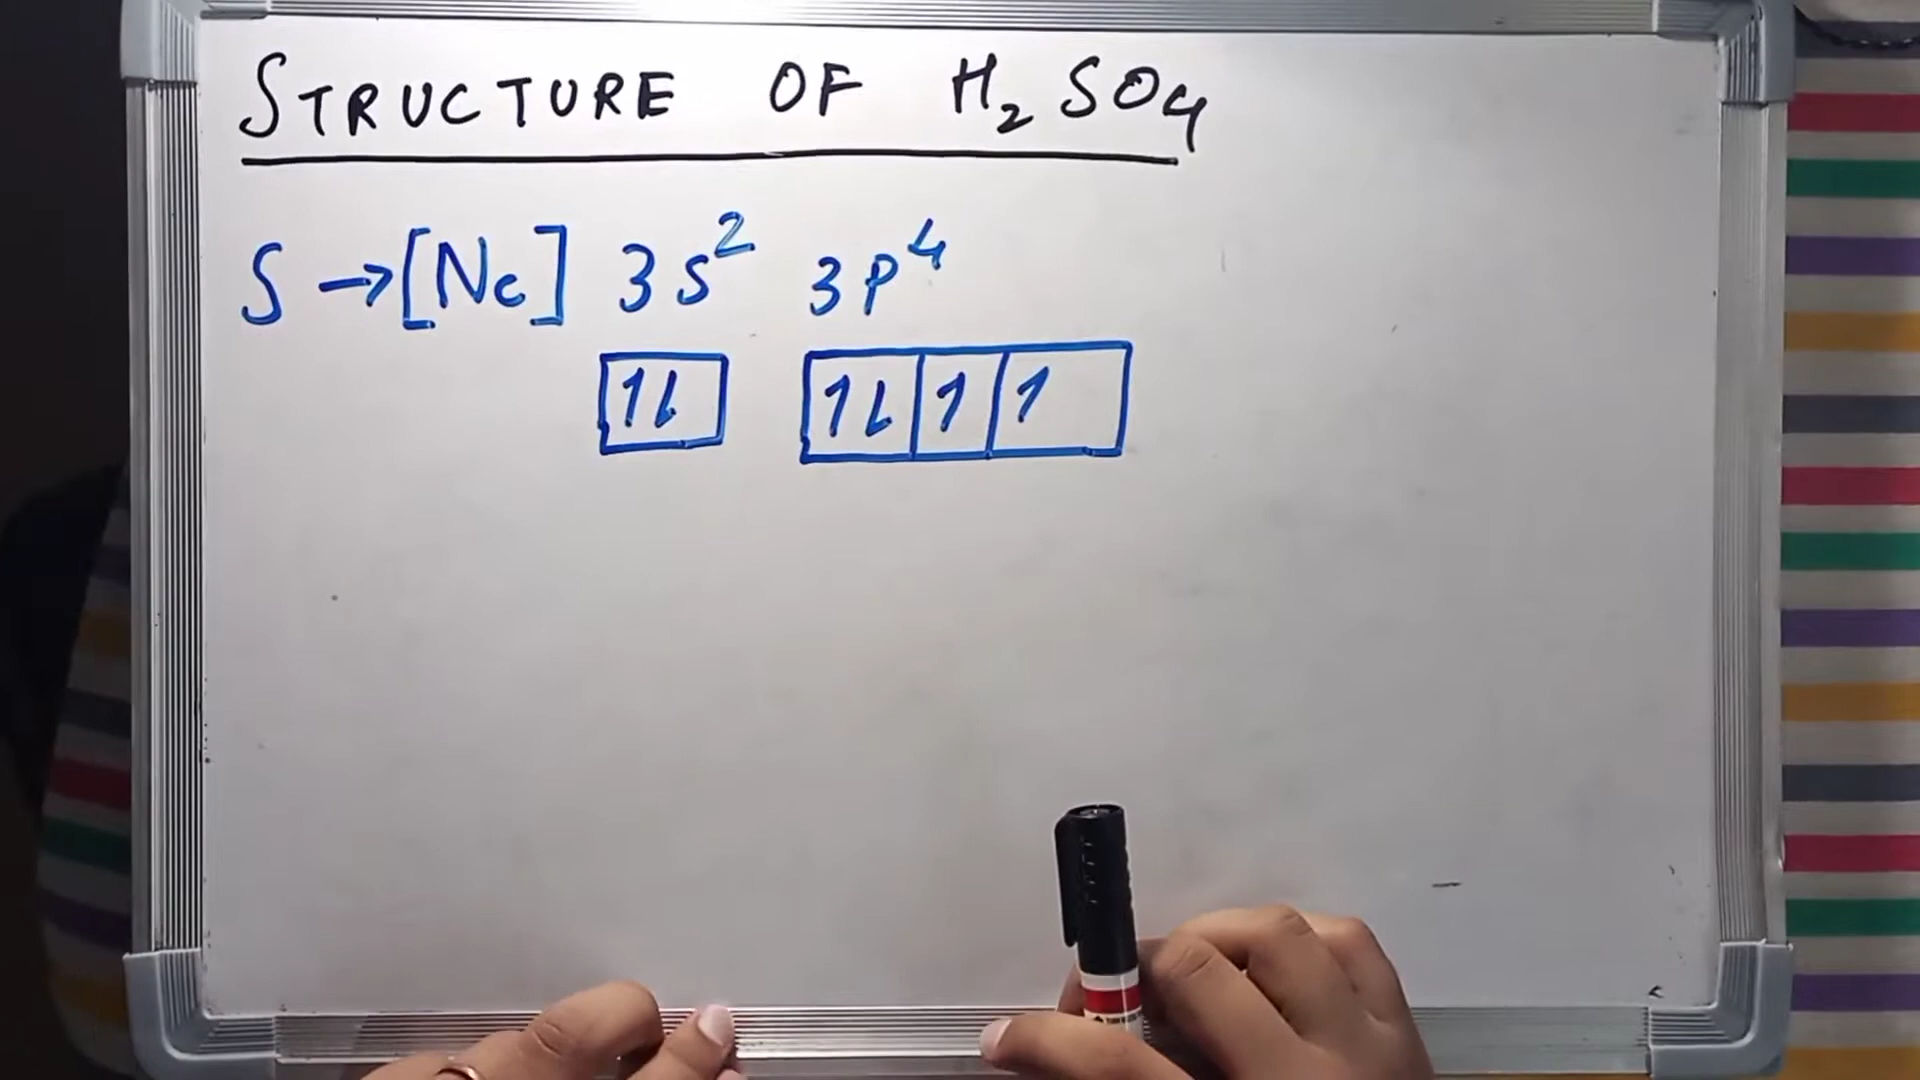 STRUCTURE OF H₂SO₄
S → [Ne] 3s² 3p⁴
1L 1L 1 1